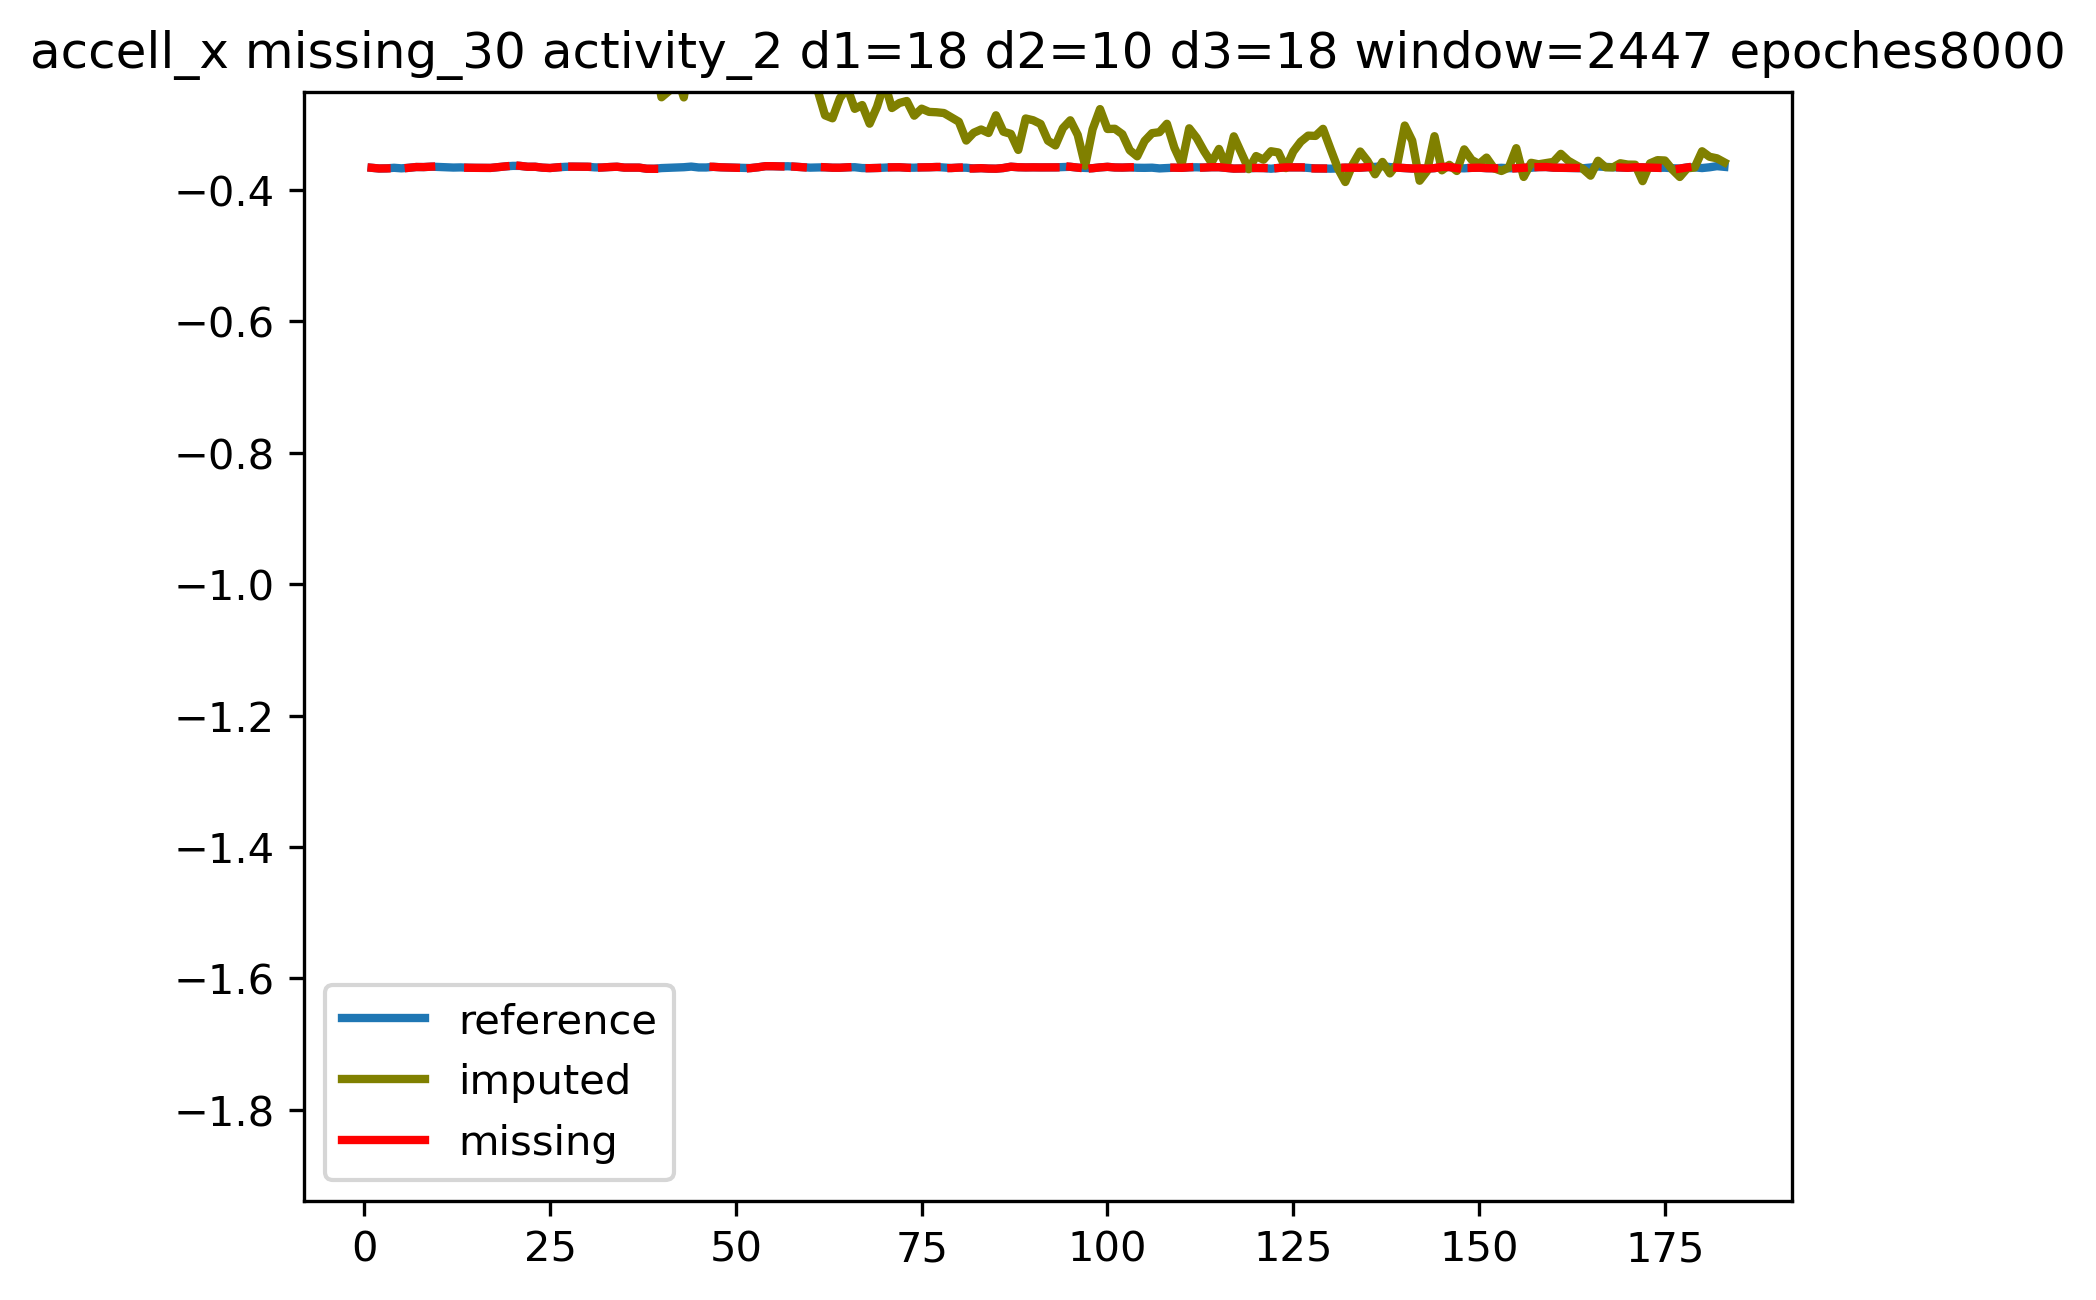 accell_x missing_30 activity_2 d1=18 d2=10 d3=18 window=2447 epoches8000
−0.4
−0.6
−0.8
−1.0
−1.2
−1.4
−1.6
−1.8
reference
imputed
missing
0 25 50 75 100 125 150 175